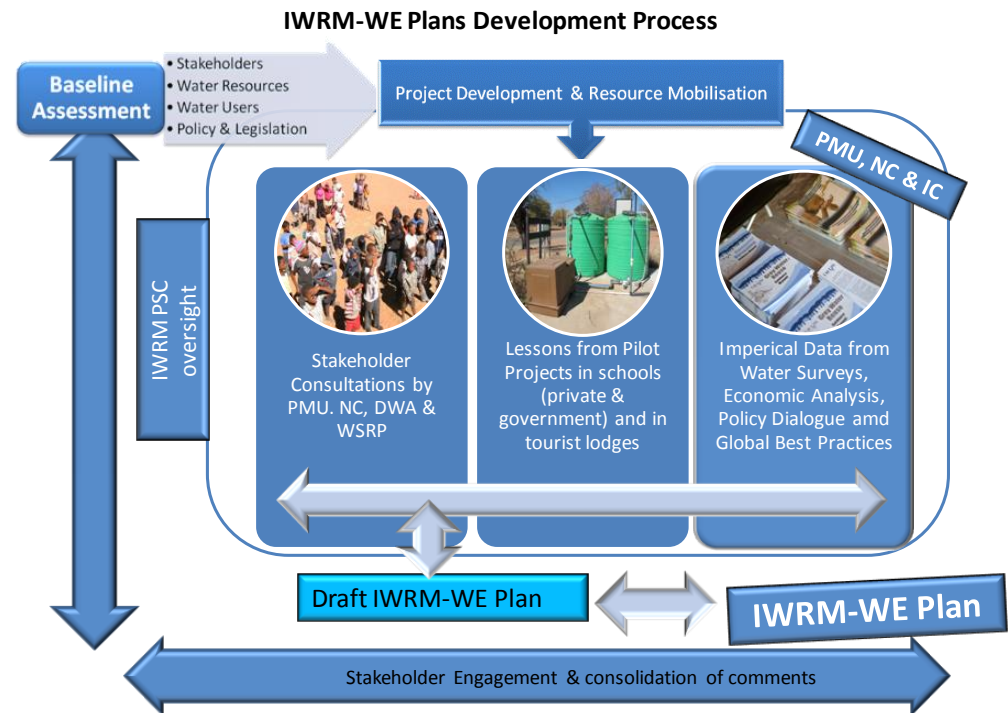 IWRM-WE Plans Development Process
Baseline
Assessment
• Stakeholders
• Water Resources
• Water Users
• Policy & Legislation
Project Development & Resource Mobilisation
PMU, NC & IC
IWRM PSC
oversight
Stakeholder
Consultations by
PMU. NC, DWA &
WSRP
Lessons from Pilot
Projects in schools
(private &
government) and in
tourist lodges
Imperical Data from
Water Surveys,
Economic Analysis,
Policy Dialogue amd
Global Best Practices
Draft IWRM-WE Plan
IWRM-WE Plan
Stakeholder Engagement & consolidation of comments